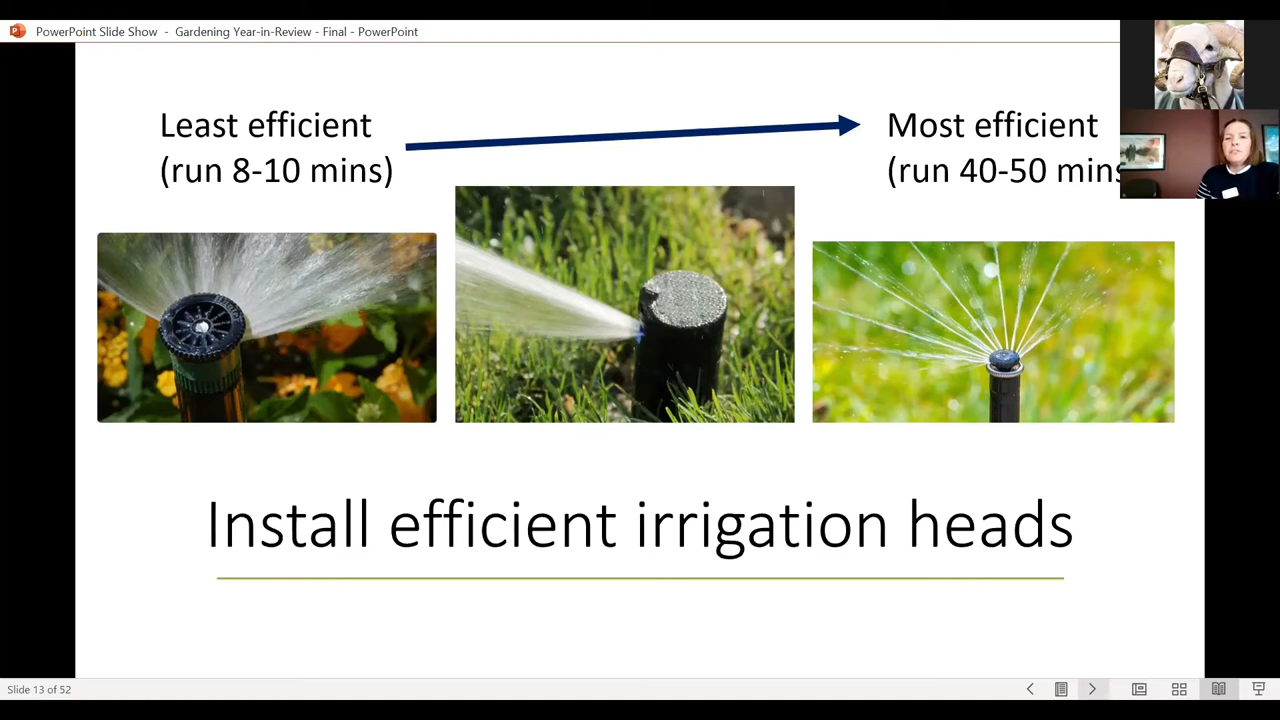 PowerPoint Slide Show - Gardening Year-in-Review - Final - PowerPoint
Least efficient
(run 8-10 mins)
Most efficient
(run 40-50 mins
Install efficient irrigation heads
Slide 13 of 52